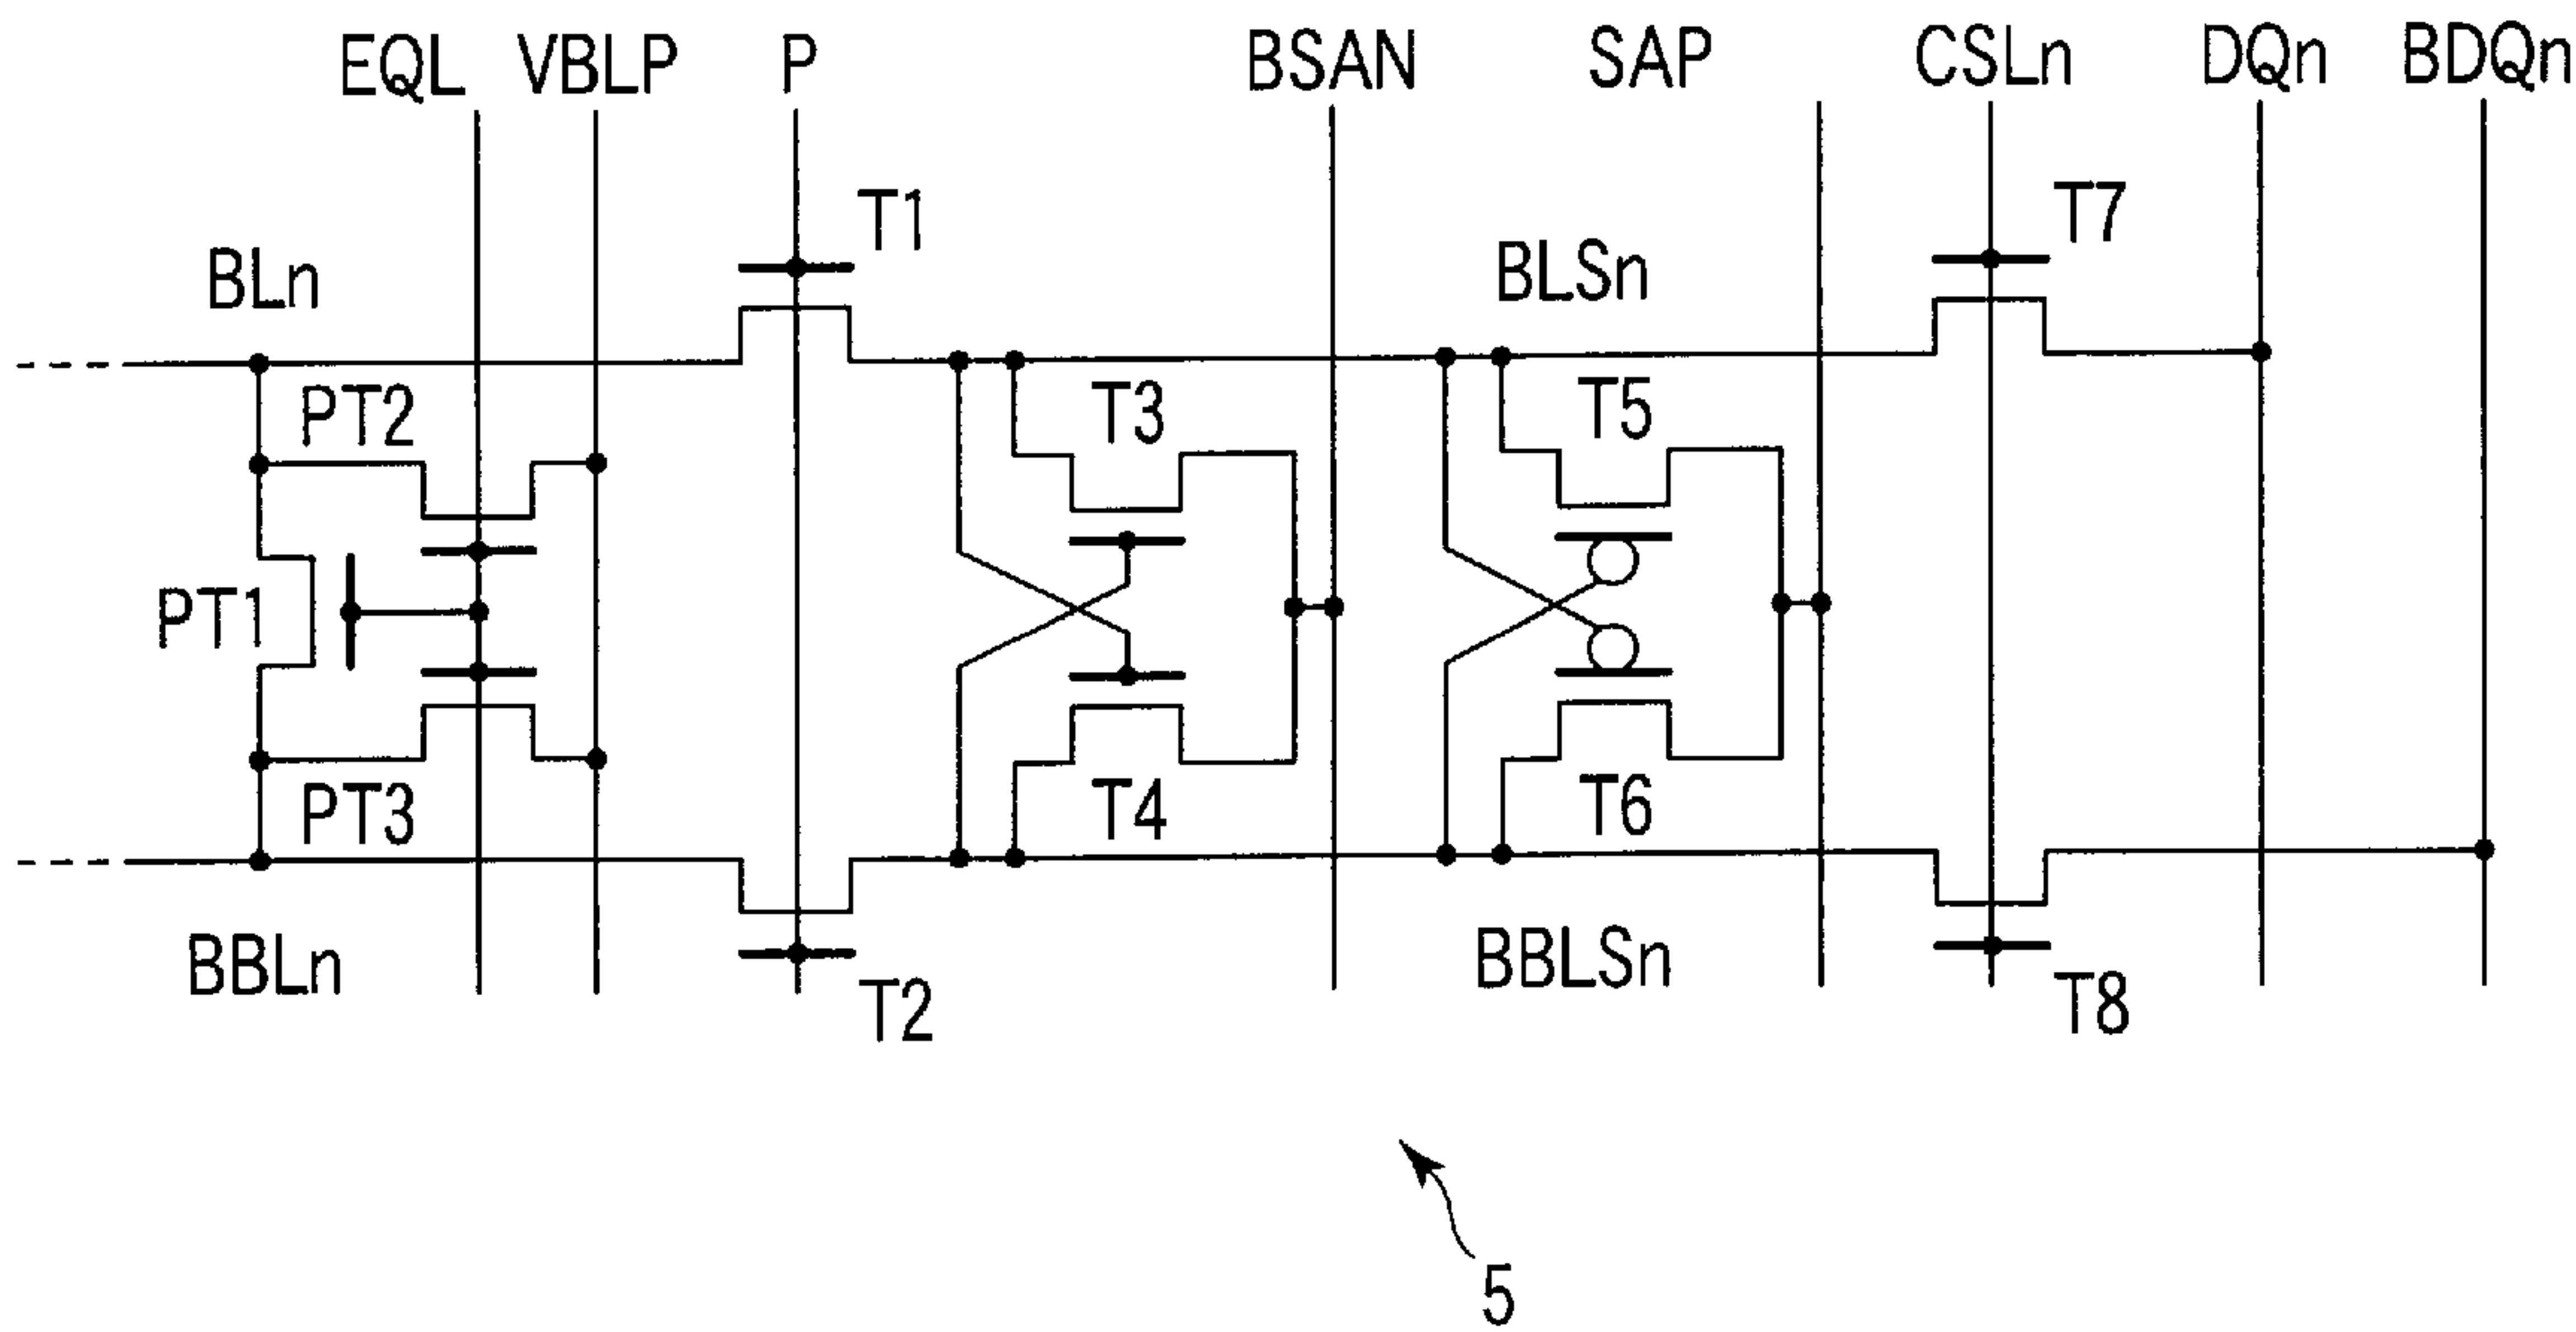 EQL VBLP P BSAN SAP CSLn DQn BDQn
T1 T7
BLn BLSn
PT2 T3 T5
PT1
PT3 T4 T6
BBLn BBLSn
T2 T8
5